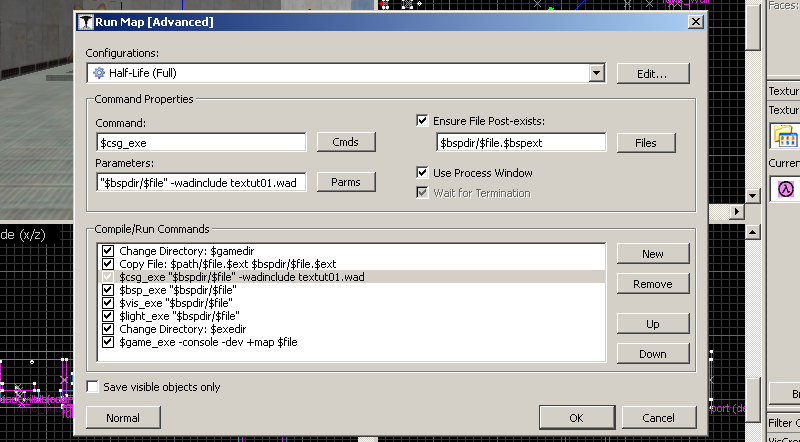 Run Map [Advanced]
Faces:
Configurations:
Half-Life (Full)
Edit...
Command Properties
Command:
$csg_exe
Cmds
Parameters:
"$bspdir/$file" -wadinclude textut01.wad
Parms
Ensure File Post-exists:
$bspdir/$file.$bspext
Files
Use Process Window
Wait for Termination
Textur
Textur
Current
de (x/z)
Compile/Run Commands
Change Directory: $gamedir
Copy File: $path/$file.$ext $bspdir/$file.$ext
$csg_exe "$bspdir/$file" -wadinclude textut01.wad
$bsp_exe "$bspdir/$file"
$vis_exe "$bspdir/$file"
$light_exe "$bspdir/$file"
Change Directory: $exedir
$game_exe -console -dev +map $file
New
Remove
Up
Down
Save visible objects only
Normal
OK
Cancel
port (de
Br
Filter C
VisGro